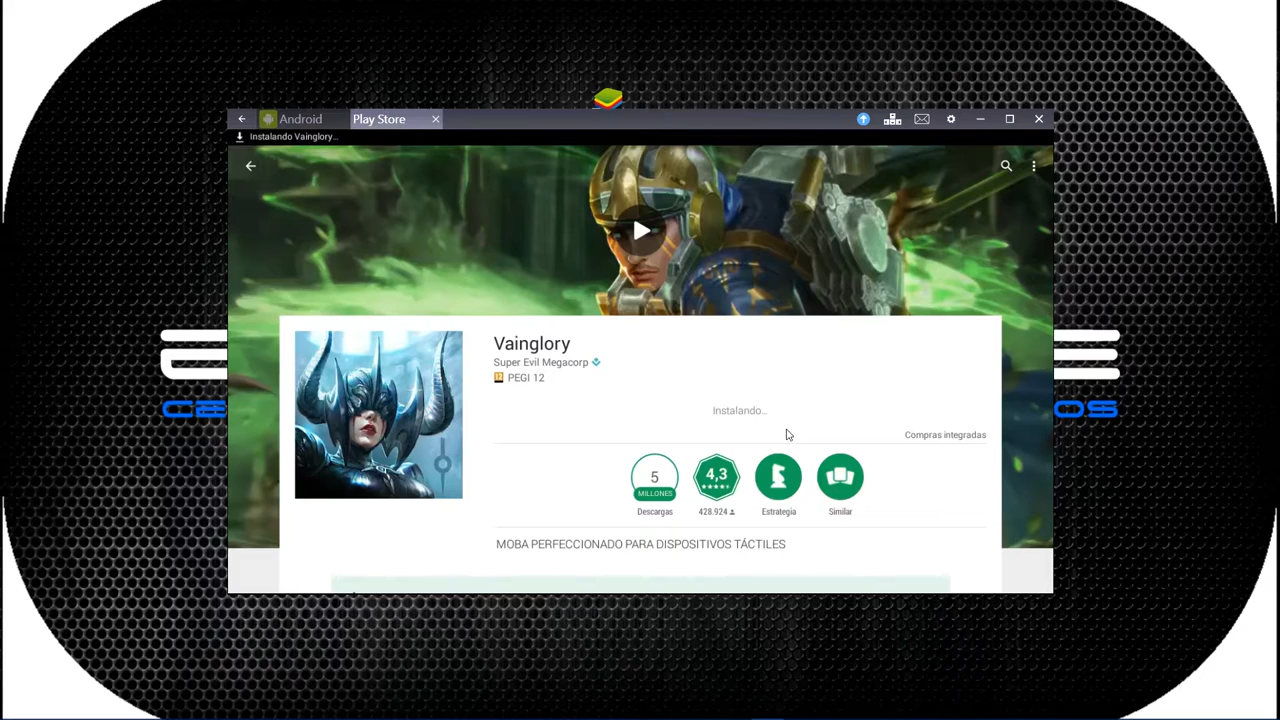 Android
Play Store
Instalando Vainglory...
Vainglory
Super Evil Megacorp
12 PEGI 12
Instalando...
Compras integradas
5
MILLONES
Descargas
4,3
428.924
Estrategia
Similar
MOBA PERFECCIONADO PARA DISPOSITIVOS TÁCTILES